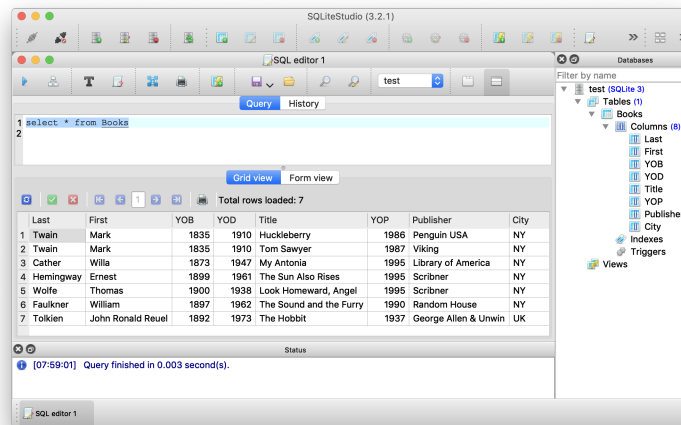 SQLiteStudio (3.2.1)
SQL editor 1
test
Query History
1 select * from Books
2
Grid view Form view
1 Total rows loaded: 7
Last First YOB YOD Title YOP Publisher City
1 Twain Mark 1835 1910 Huckleberry 1986 Penguin USA NY
2 Twain Mark 1835 1910 Tom Sawyer 1987 Viking NY
3 Cather Willa 1873 1947 My Antonia 1995 Library of America NY
4 Hemingway Ernest 1899 1961 The Sun Also Rises 1995 Scribner NY
5 Wolfe Thomas 1900 1938 Look Homeward, Angel 1995 Scribner NY
6 Faulkner William 1897 1962 The Sound and the Furry 1990 Random House NY
7 Tolkien John Ronald Reuel 1892 1973 The Hobbit 1937 George Allen & Unwin UK
Status
[07:59:01] Query finished in 0.003 second(s).
SQL editor 1
Databases
Filter by name
test (SQLite 3)
Tables (1)
Books
Columns (8)
Last
First
YOB
YOD
Title
YOP
Publishe
City
Indexes
Triggers
Views